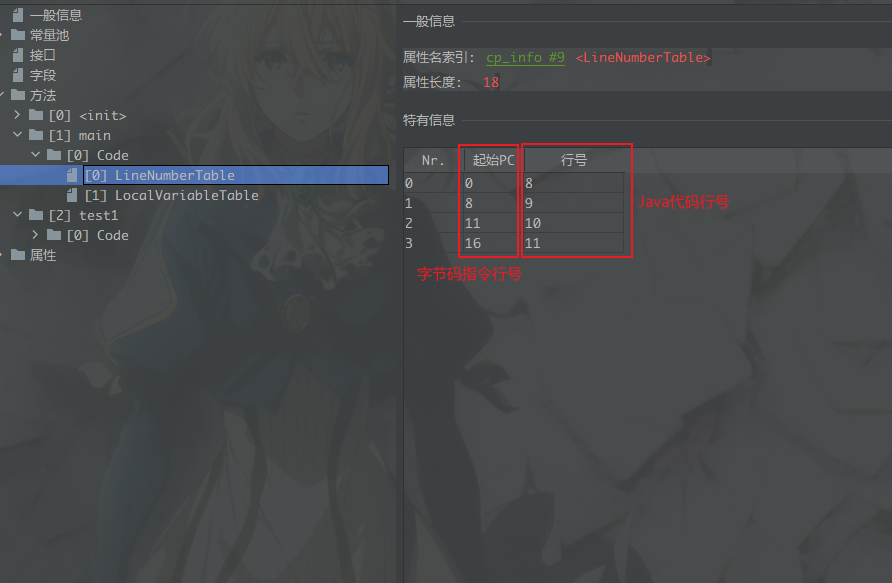 一般信息
常量池
接口
字段
方法
[0] <init>
[1] main
[0] Code
[0] LineNumberTable
[1] LocalVariableTable
[2] test1
[0] Code
属性
一般信息
属性名索引: cp_info #9 <LineNumberTable>
属性长度: 18
特有信息
Nr. 起始PC 行号
0 0 8
1 8 9
2 11 10
3 16 11
Java代码行号
字节码指令行号